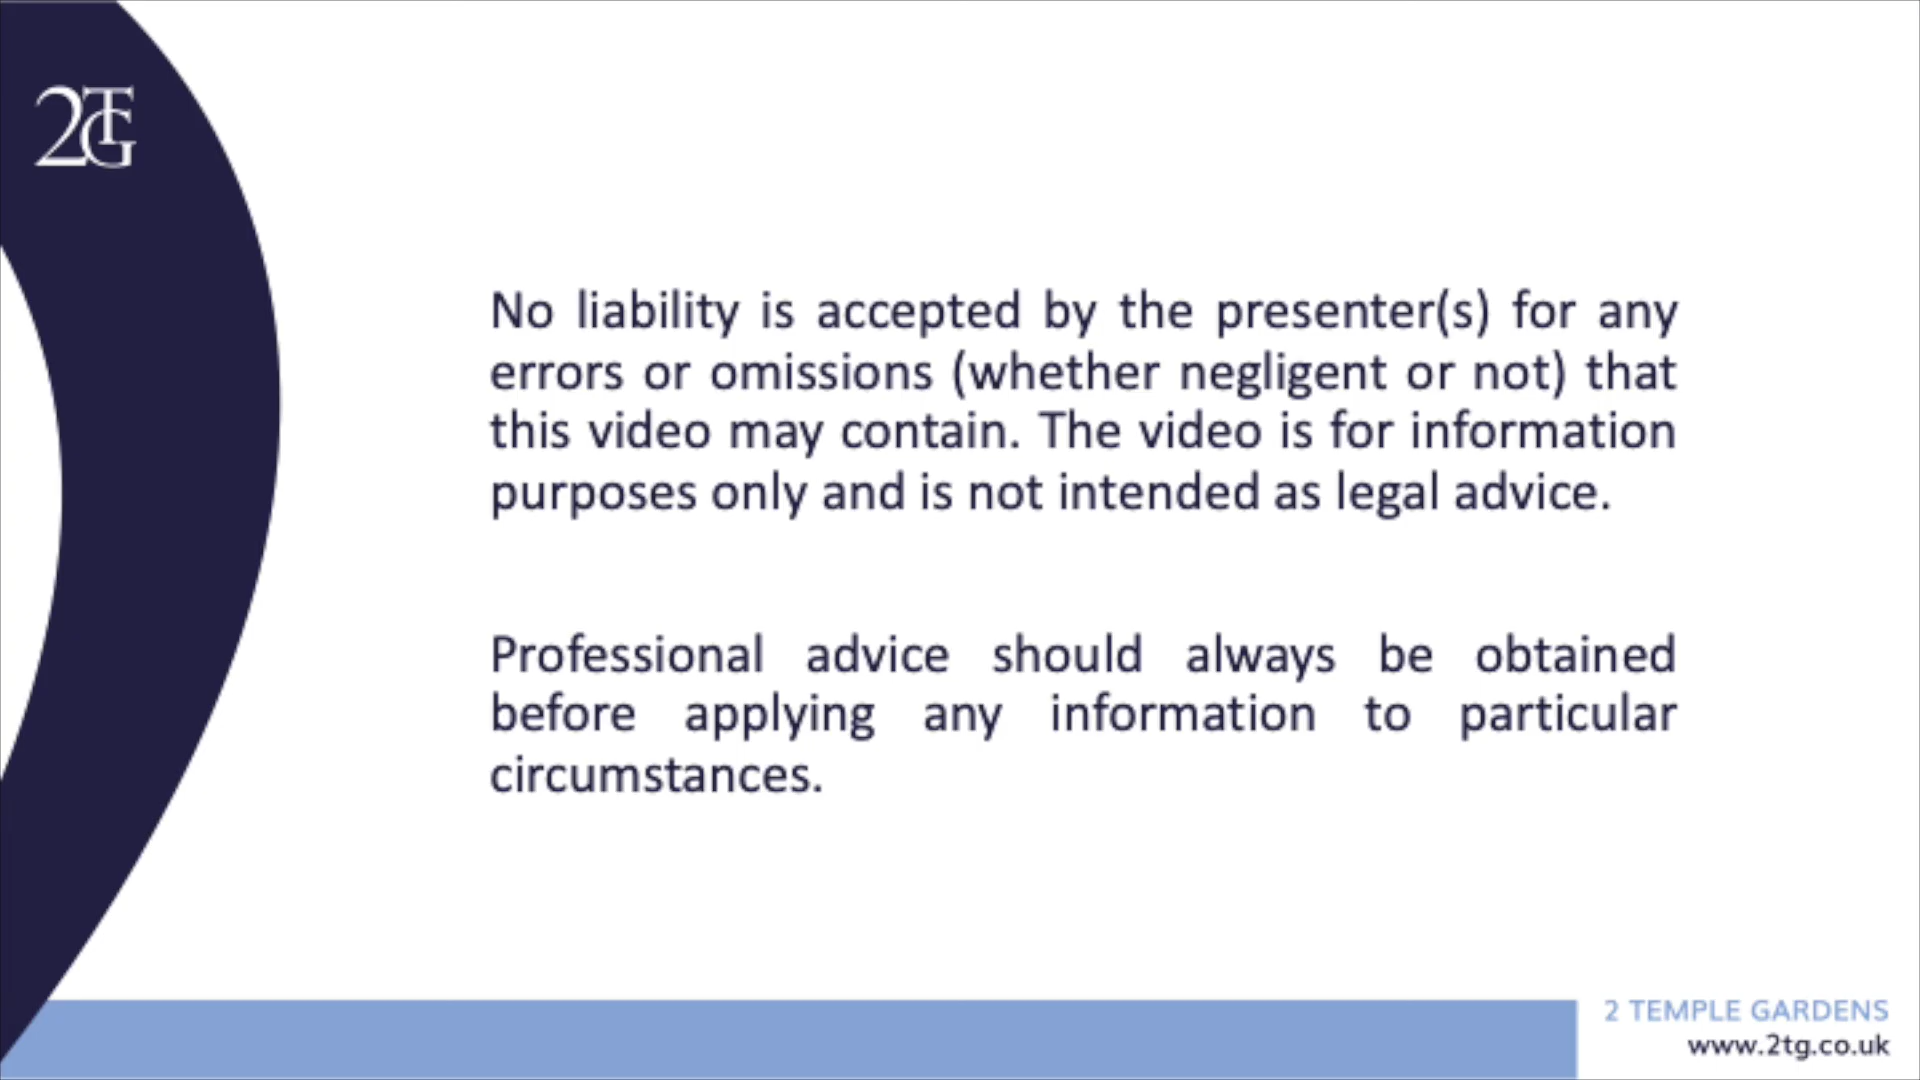 2TG
No liability is accepted by the presenter(s) for any
errors or omissions (whether negligent or not) that
this video may contain. The video is for information
purposes only and is not intended as legal advice.
Professional advice should always be obtained
before applying any information to particular
circumstances.
2 TEMPLE GARDENS
www.2tg.co.uk